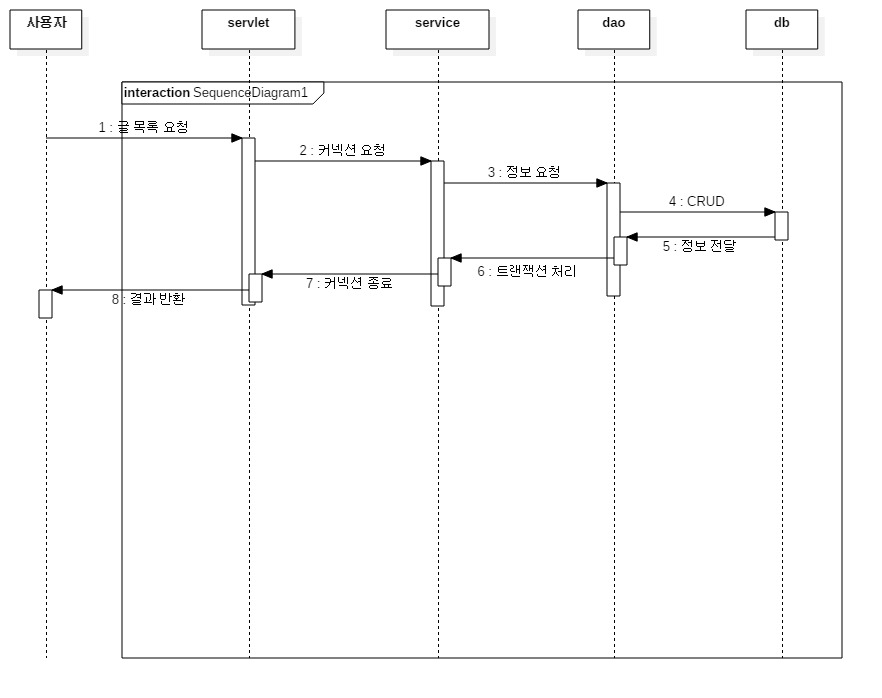 사용자
servlet
service
dao
db
interaction SequenceDiagram1
1 : 글 목록 요청
2 : 커넥션 요청
3 : 정보 요청
4 : CRUD
5 : 정보 전달
6 : 트랜잭션 처리
7 : 커넥션 종료
8 : 결과 반환